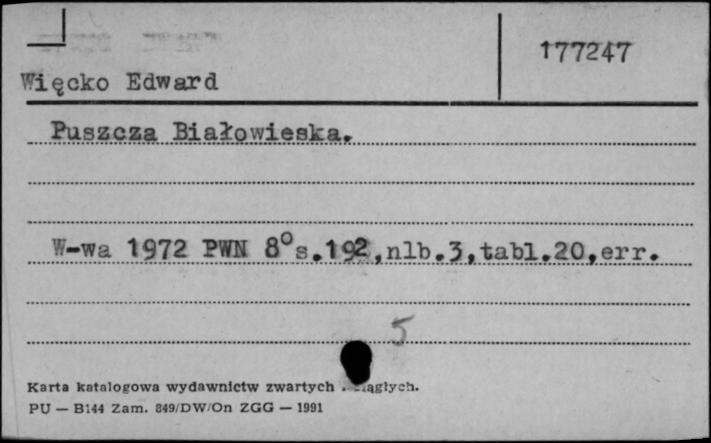 177247
Więcko Edward
Puszcza Białowieska.
W-wa 1972 PWN 8° s.192,nlb.3,tabl.20,err.
5
Karta katalogowa wydawnictw zwartych
PU — B144 Zam. 849/DW/On ZGG — 1991